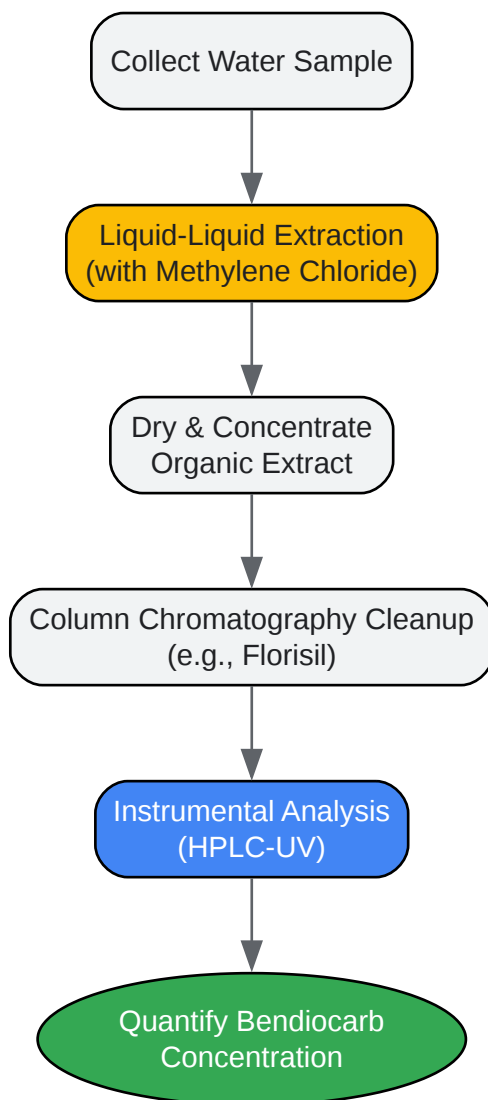 Collect Water Sample
Liquid-Liquid Extraction
(with Methylene Chloride)
Dry & Concentrate
Organic Extract
Column Chromatography Cleanup
(e.g., Florisil)
Instrumental Analysis
(HPLC-UV)
Quantify Bendiocarb
Concentration